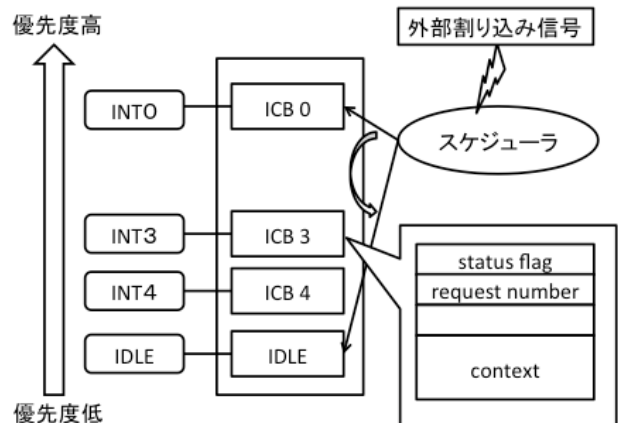 優先度高
外部割り込み信号
INT0
ICB 0
スケジューラ
INT3
ICB 3
INT4
ICB 4
IDLE
IDLE
status flag
request number
context
優先度低